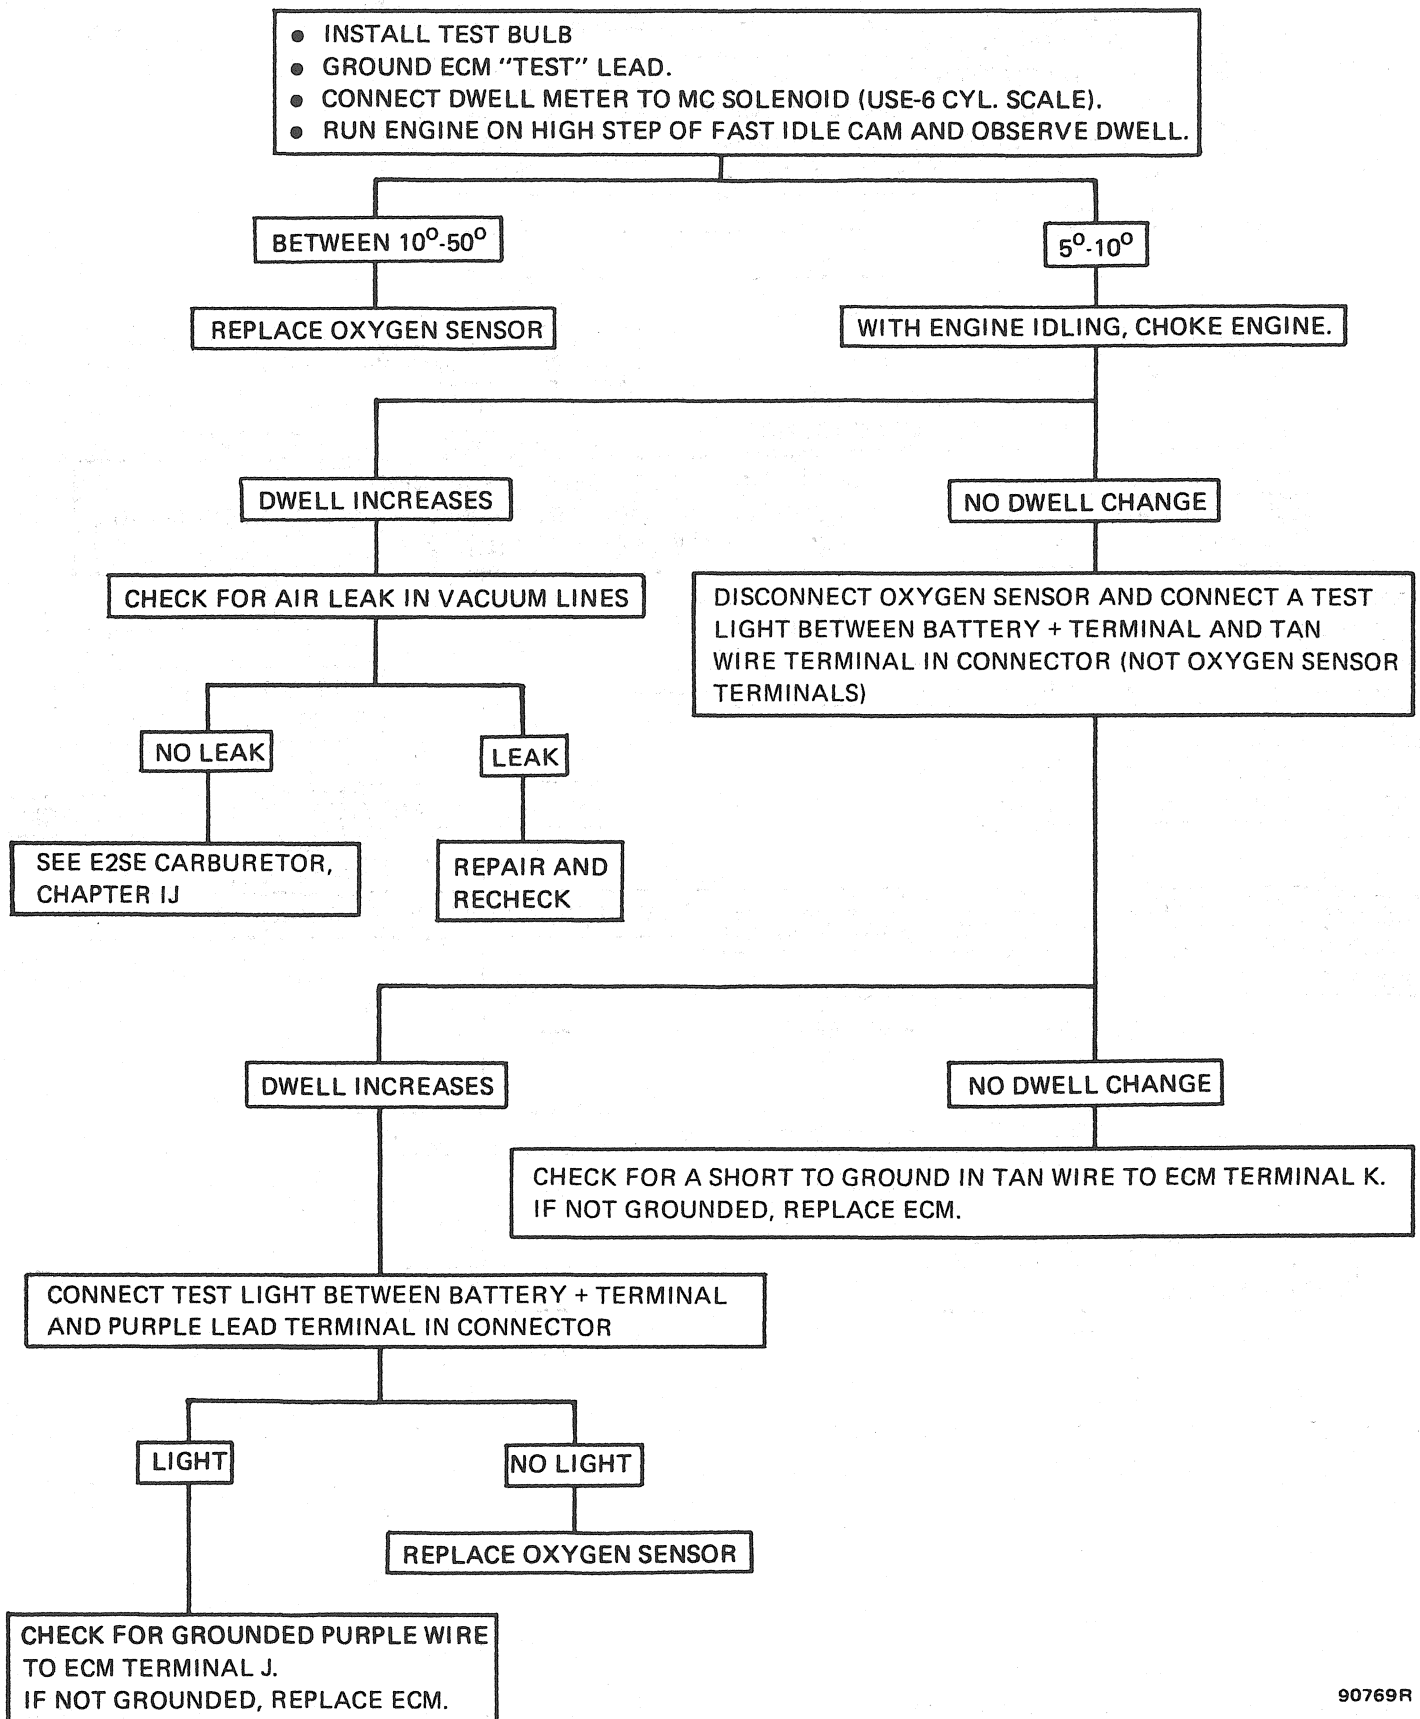 • INSTALL TEST BULB
• GROUND ECM "TEST" LEAD.
• CONNECT DWELL METER TO MC SOLENOID (USE-6 CYL. SCALE).
• RUN ENGINE ON HIGH STEP OF FAST IDLE CAM AND OBSERVE DWELL.
BETWEEN 10°-50°
5°-10°
REPLACE OXYGEN SENSOR
WITH ENGINE IDLING, CHOKE ENGINE.
DWELL INCREASES
NO DWELL CHANGE
CHECK FOR AIR LEAK IN VACUUM LINES
DISCONNECT OXYGEN SENSOR AND CONNECT A TEST
LIGHT BETWEEN BATTERY + TERMINAL AND TAN
WIRE TERMINAL IN CONNECTOR (NOT OXYGEN SENSOR
TERMINALS)
NO LEAK
LEAK
SEE E2SE CARBURETOR,
CHAPTER IJ
REPAIR AND
RECHECK
DWELL INCREASES
NO DWELL CHANGE
CHECK FOR A SHORT TO GROUND IN TAN WIRE TO ECM TERMINAL K.
IF NOT GROUNDED, REPLACE ECM.
CONNECT TEST LIGHT BETWEEN BATTERY + TERMINAL
AND PURPLE LEAD TERMINAL IN CONNECTOR
LIGHT
NO LIGHT
REPLACE OXYGEN SENSOR
CHECK FOR GROUNDED PURPLE WIRE
TO ECM TERMINAL J.
IF NOT GROUNDED, REPLACE ECM.
90769R